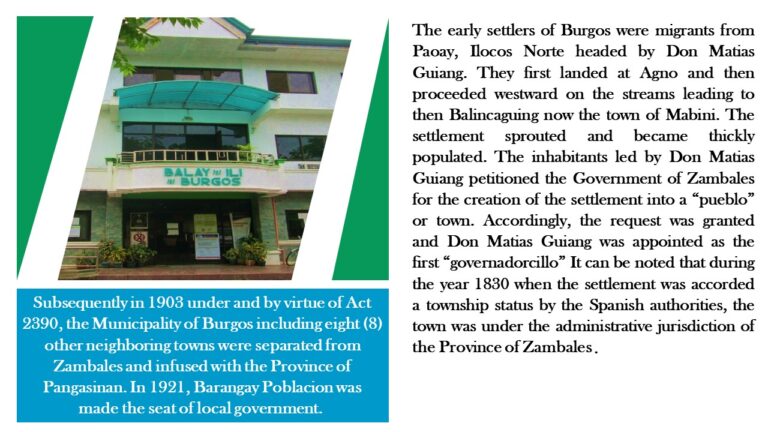 BALAY ILI
BURGOS
Subsequently in 1903 under and by virtue of Act
2390, the Municipality of Burgos including eight (8)
other neighboring towns were separated from
Zambales and infused with the Province of
Pangasinan. In 1921, Barangay Poblacion was
made the seat of local government.
The early settlers of Burgos were migrants from
Paoay, Ilocos Norte headed by Don Matias
Guiang. They first landed at Agno and then
proceeded westward on the streams leading to
then Balincaguing now the town of Mabini. The
settlement sprouted and became thickly
populated. The inhabitants led by Don Matias
Guiang petitioned the Government of Zambales
for the creation of the settlement into a “pueblo”
or town. Accordingly, the request was granted
and Don Matias Guiang was appointed as the
first “governadorcillo” It can be noted that during
the year 1830 when the settlement was accorded
a township status by the Spanish authorities, the
town was under the administrative jurisdiction of
the Province of Zambales.